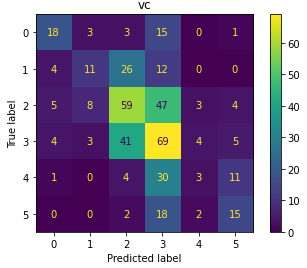 vc
True label
0 18 3 3 15 0 1
1 4 11 26 12 0 0
2 5 8 59 47 3 4
3 4 3 41 69 4 5
4 1 0 4 30 3 11
5 0 0 2 18 2 15
0 1 2 3 4 5
Predicted label
60
50
40
30
20
10
0